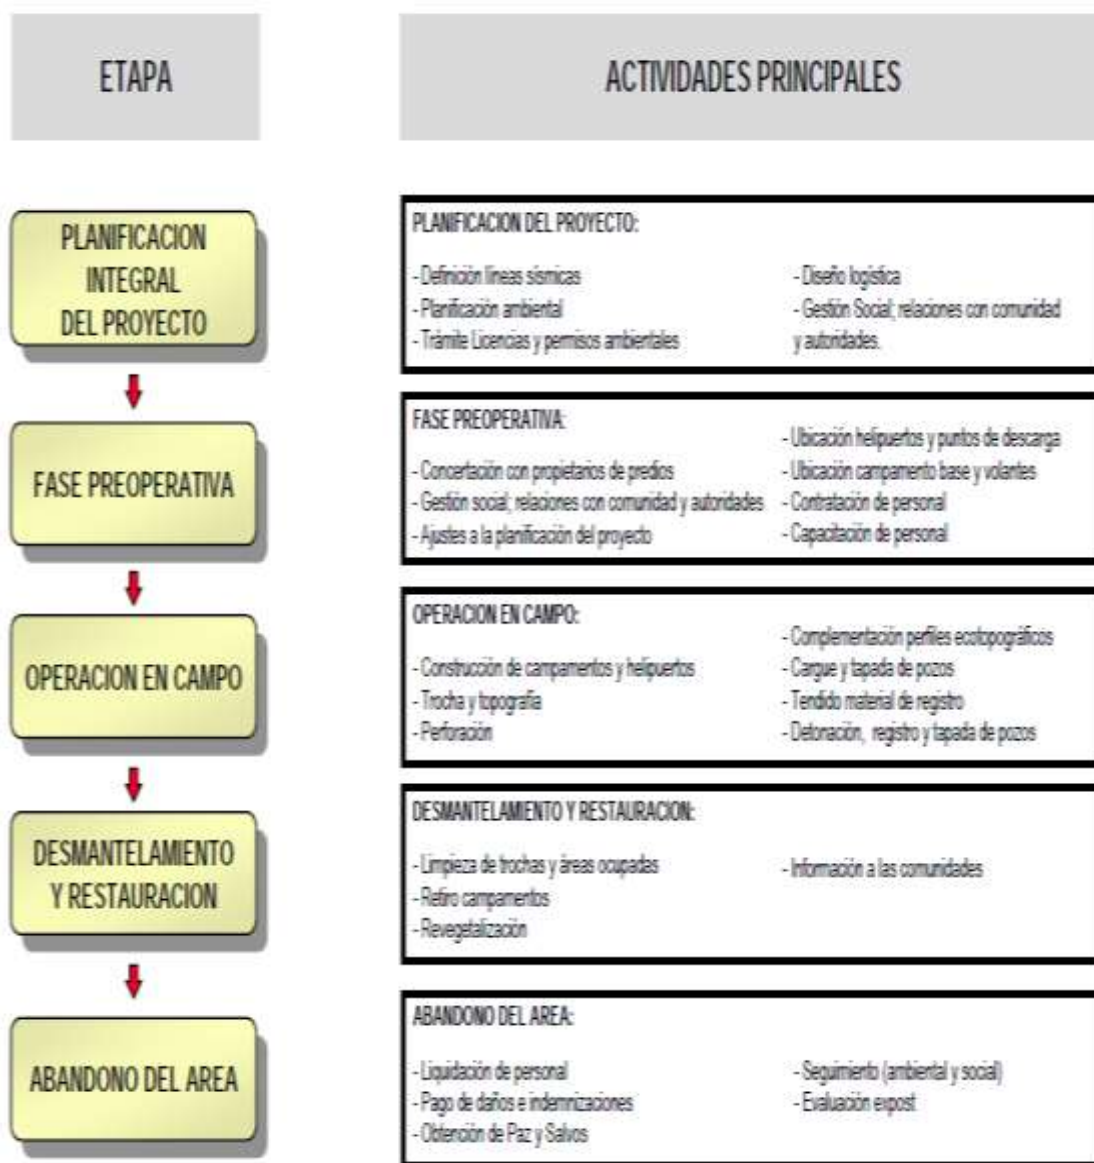 ETAPA
ACTIVIDADES PRINCIPALES
PLANIFICACION
INTEGRAL
DEL PROYECTO
PLANIFICACION DEL PROYECTO:
- Definición líneas sísmicas
- Planificación ambiental
- Trámite Licencias y permisos ambientales
- Diseño logística
- Gestión Social; relaciones con comunidad
y autoridades.
FASE PREOPERATIVA
FASE PREOPERATIVA:
- Concertación con propietarios de predios
- Gestión social; relaciones con comunidad y autoridades
- Ajustes a la planificación del proyecto
- Ubicación helipuertos y puntos de descarga
- Ubicación campamento base y volantes
- Contratación de personal
- Capacitación de personal
OPERACION EN CAMPO
OPERACION EN CAMPO:
- Construcción de campamentos y helipuertos
- Trocha y topografía
- Perforación
- Complementación perfiles ecotopográficos
- Cargue y tapada de pozos
- Tendido material de registro
- Detonación, registro y tapada de pozos
DESMANTELAMIENTO
Y RESTAURACION
DESMANTELAMIENTO Y RESTAURACION:
- Limpieza de trochas y áreas ocupadas
- Retiro campamentos
- Revegetalización
- Información a las comunidades
ABANDONO DEL AREA
ABANDONO DEL AREA:
- Liquidación de personal
- Pago de daños e indemnizaciones
- Obtención de Paz y Salvos
- Seguimiento (ambiental y social)
- Evaluación expost